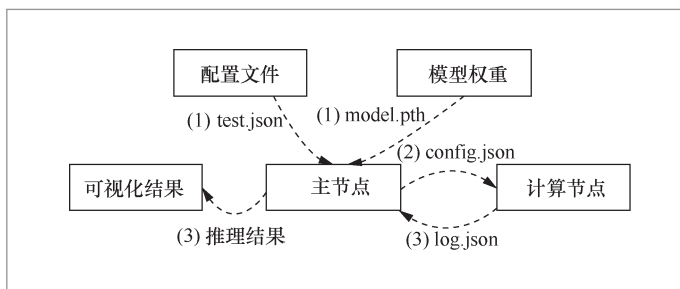 配置文件
模型权重
(1) test.json
(1) model.pth
(2) config.json
可视化结果
主节点
计算节点
(3) 推理结果
(3) log.json